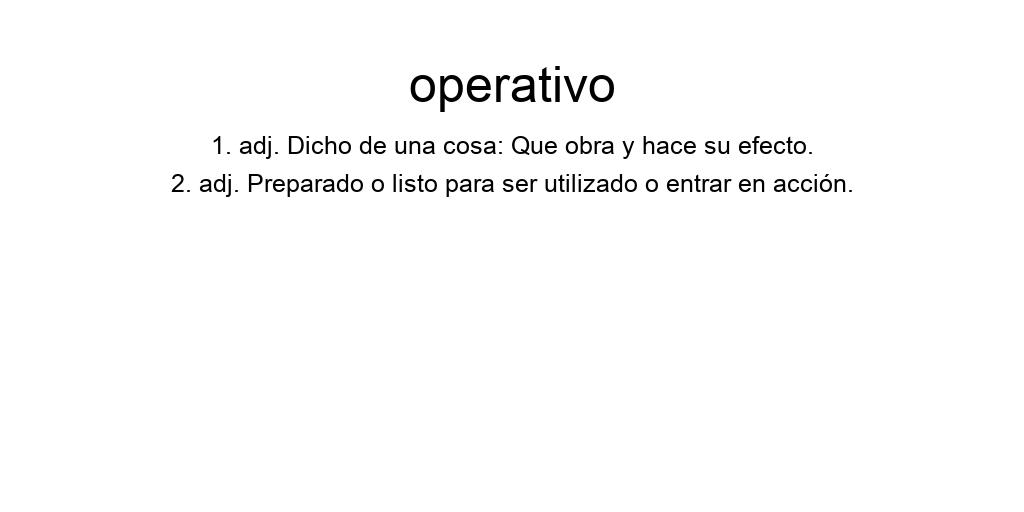 operativo
1. adj. Dicho de una cosa: Que obra y hace su efecto.
2. adj. Preparado o listo para ser utilizado o entrar en acción.